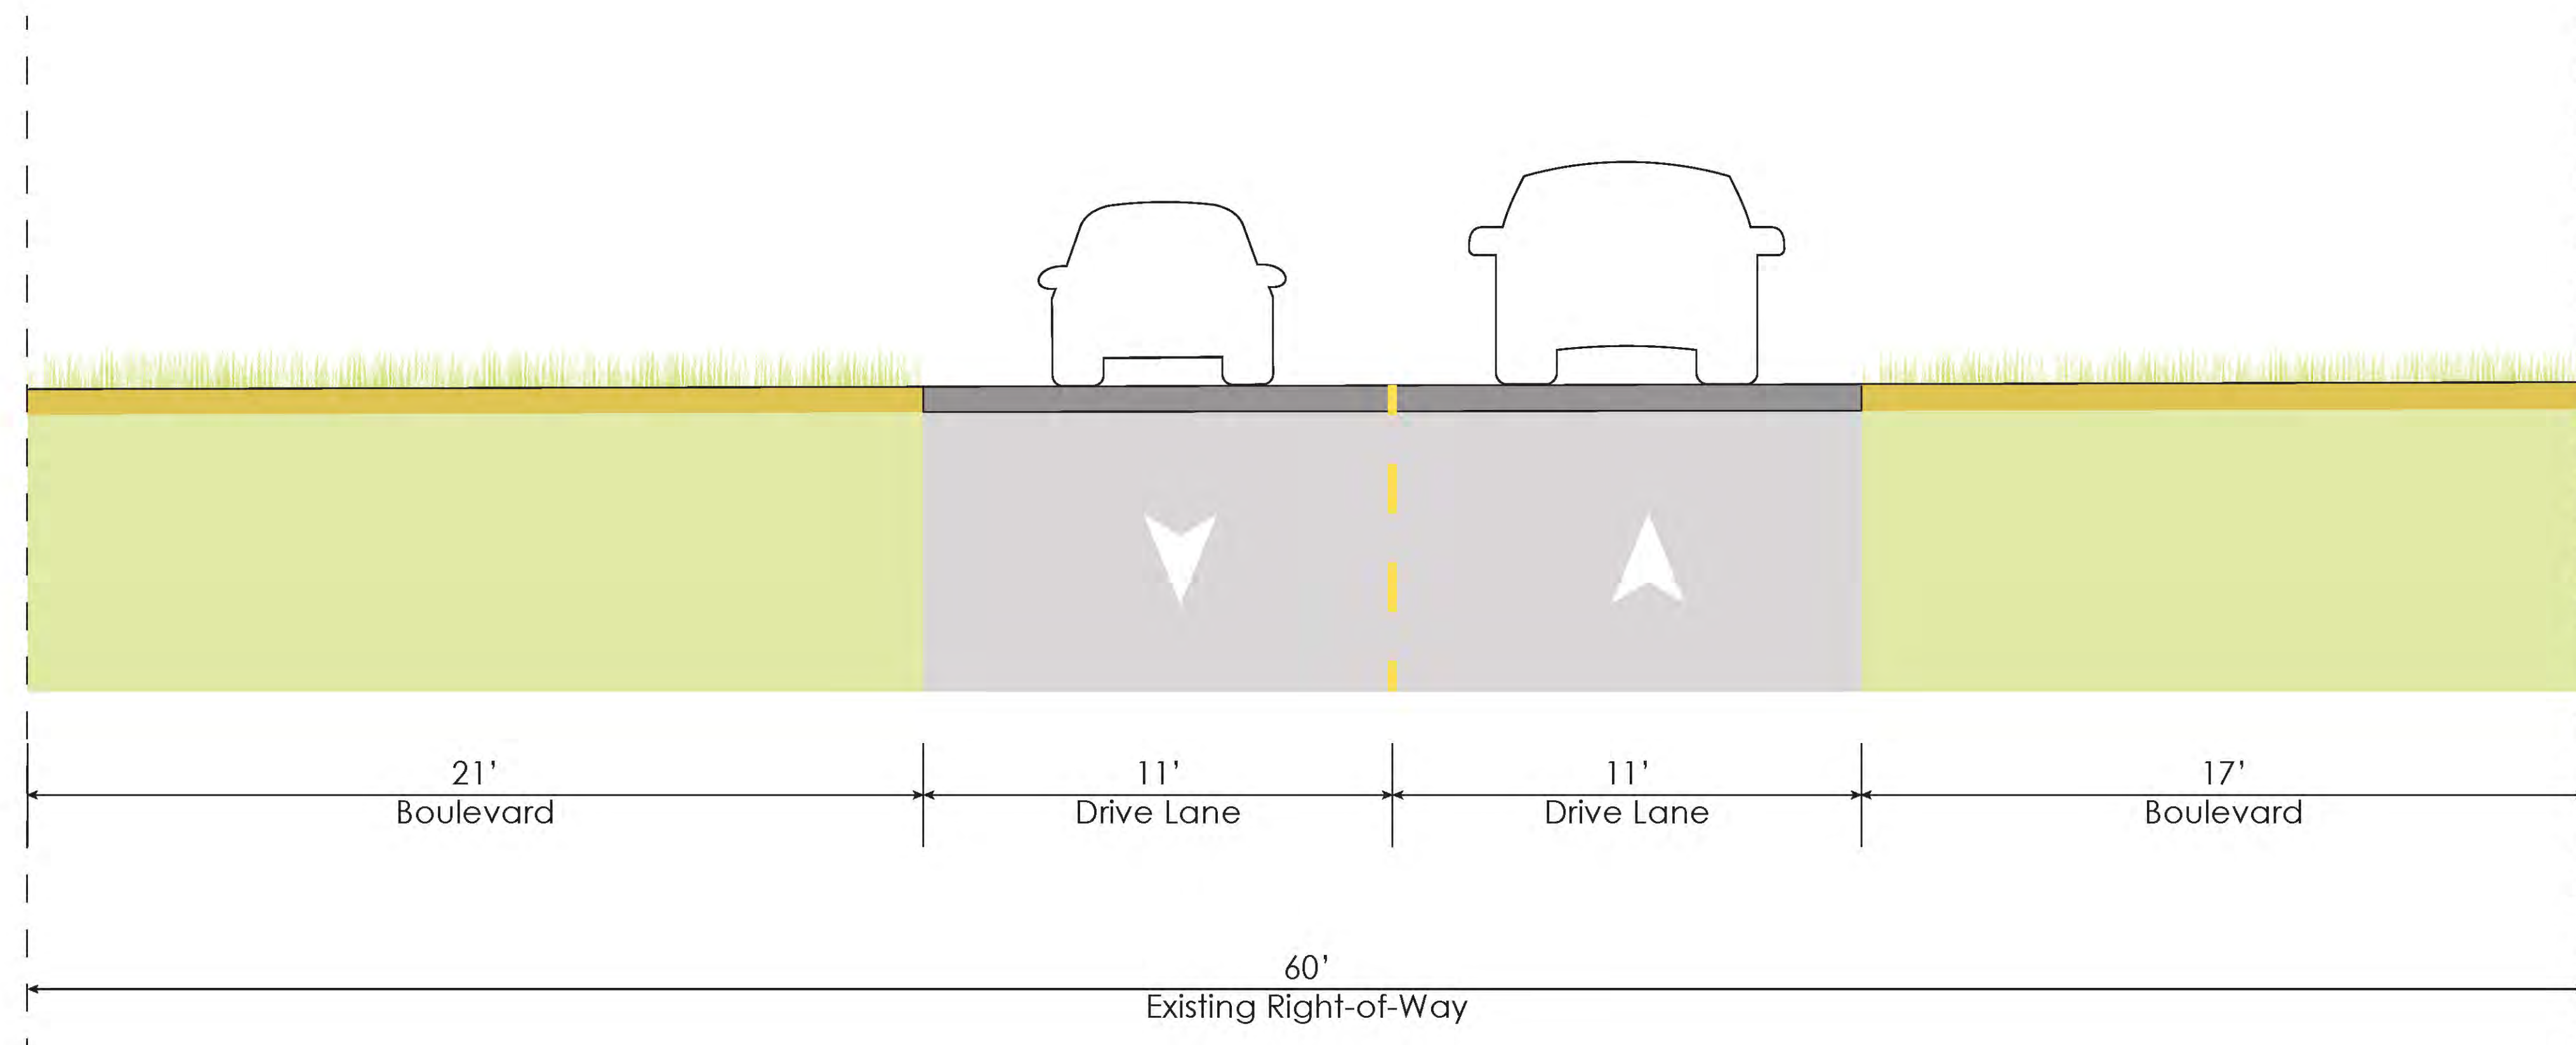 21’
Boulevard
11’
Drive Lane
11’
Drive Lane
17’
Boulevard
60’
Existing Right-of-Way